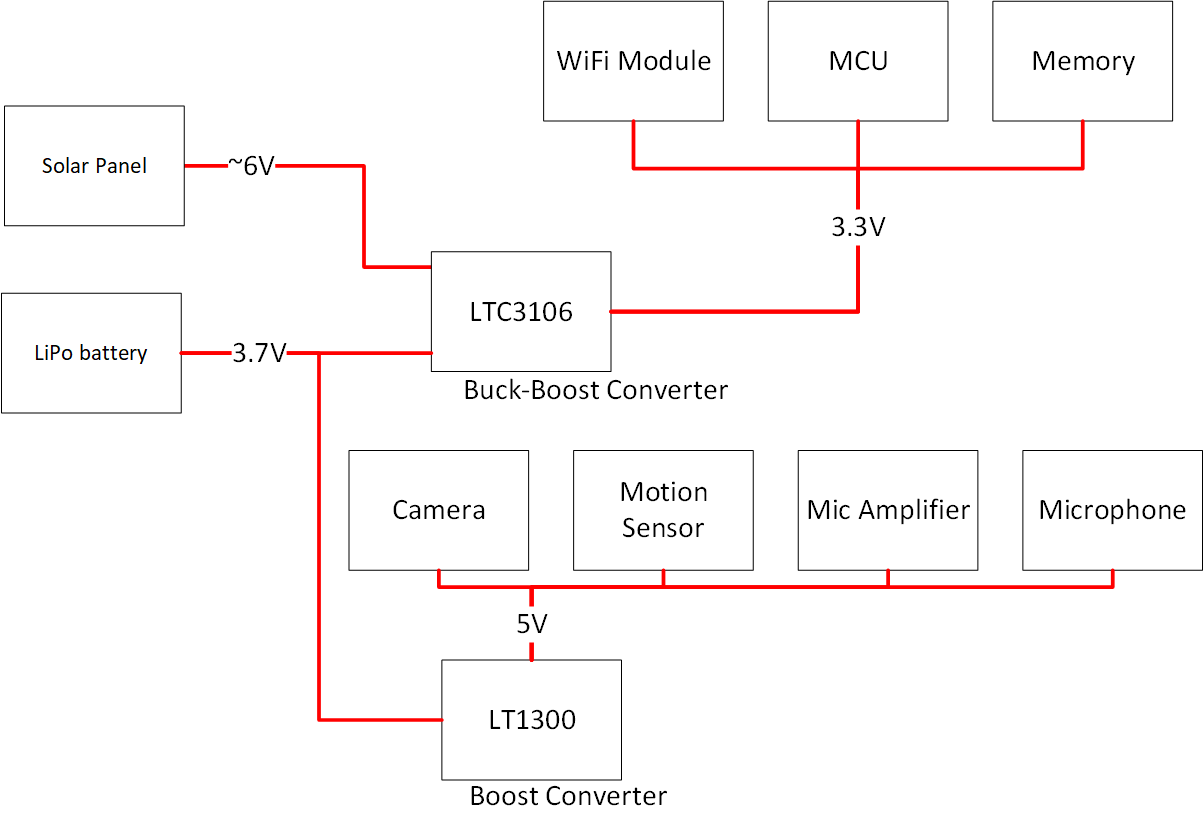 WiFi Module
MCU
Memory
Solar Panel
~6V
3.3V
LTC3106
LiPo battery
3.7V
Buck-Boost Converter
Camera
Motion
Sensor
Mic Amplifier
Microphone
5V
LT1300
Boost Converter